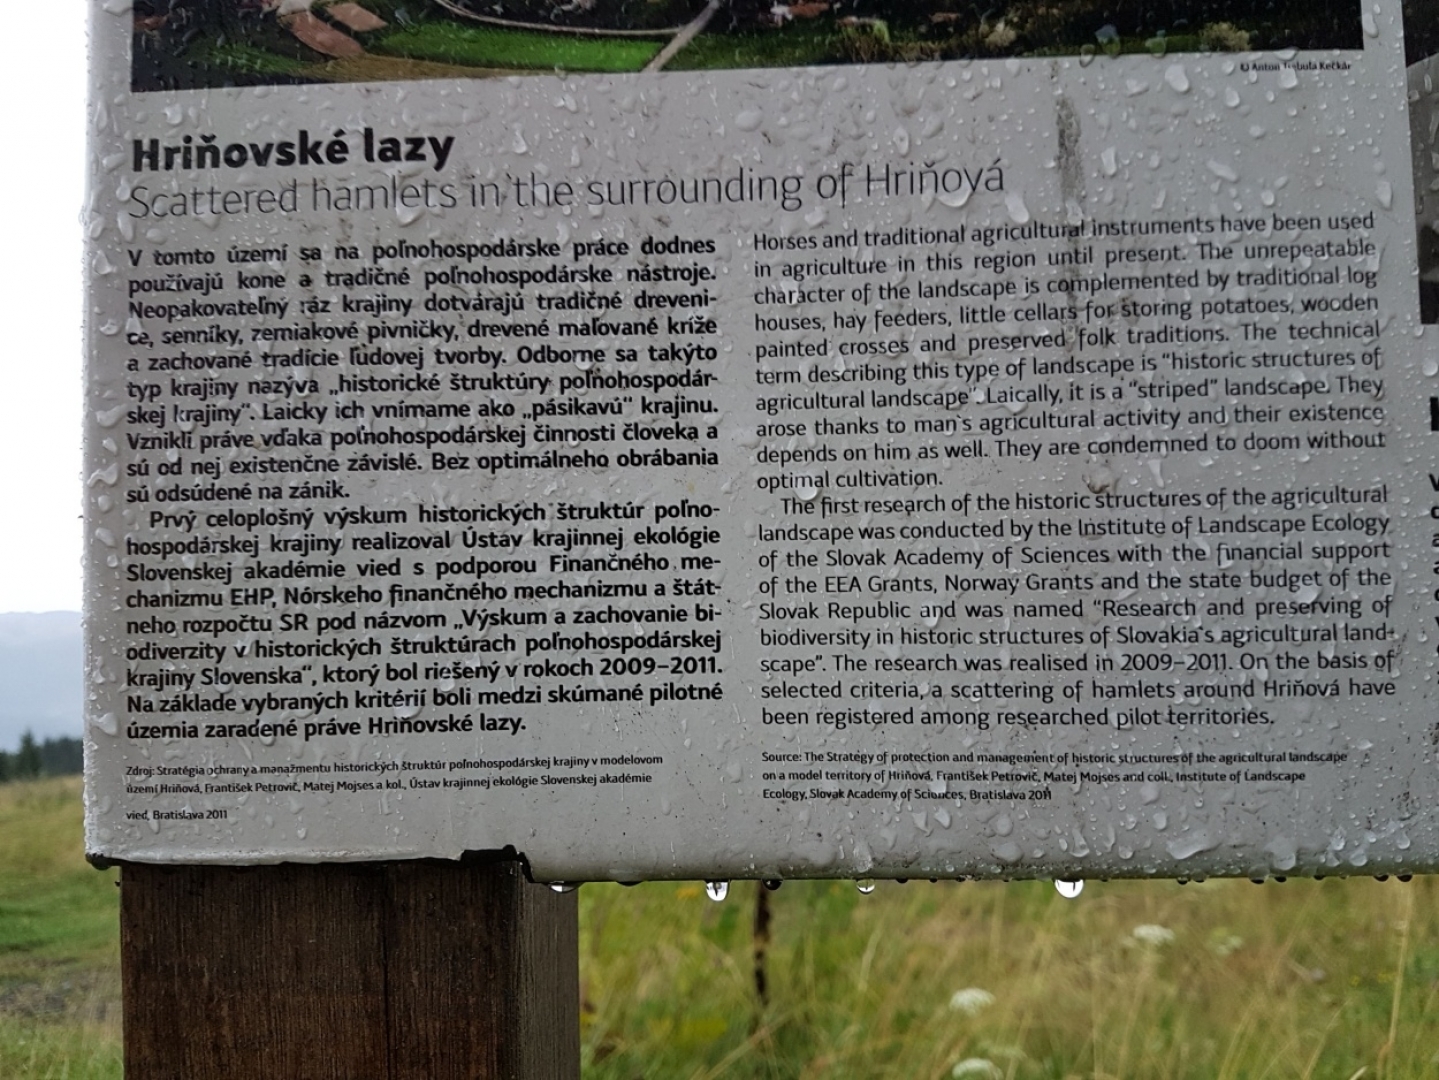 © Anton Kečkár
Hriňovské lazy
Scattered hamlets in the surrounding of Hriňová
V tomto území sa na poľnohospodárske práce dodnes
používajú kone a tradičné poľnohospodárske nástroje.
Neopakovateľný ráz krajiny dotvárajú tradičné dreveni-
ce, senníky, zemiakové pivničky, drevené maľované kríže
a zachované tradície ľudovej tvorby. Odborne sa takýto
typ krajiny nazýva „historické štruktúry poľnohospodár-
skej krajiny“. Laicky ich vnímame ako „pásikavú“ krajinu.
Vznikli práve vďaka poľnohospodárskej činnosti človeka a
sú od nej existenčne závislé. Bez optimálneho obrábania
sú odsúdené na zánik.
Prvý celoplošný výskum historických štruktúr poľno-
hospodárskej krajiny realizoval Ústav krajinnej ekológie
Slovenskej akadémie vied s podporou Finančného me-
chanizmu EHP, Nórskeho finančného mechanizmu a štát-
neho rozpočtu SR pod názvom „Výskum a zachovanie bi-
odiverzity v historických štruktúrach poľnohospodárskej
krajiny Slovenska“, ktorý bol riešený v rokoch 2009–2011.
Na základe vybraných kritérií boli medzi skúmané pilotné
územia zaradené práve Hriňovské lazy.
Zdroj: Stratégia ochrany a manažmentu historických štruktúr poľnohospodárskej krajiny v modelovom
území Hriňová, František Petrovič, Matej Mojses a kol., Ústav krajinnej ekológie Slovenskej akadémie
vied, Bratislava 2011
Horses and traditional agricultural instruments have been used
in agriculture in this region until present. The unrepeatable
character of the landscape is complemented by traditional log
houses, hay feeders, little cellars for storing potatoes, wooden
painted crosses and preserved folk traditions. The technical
term describing this type of landscape is “historic structures of
agricultural landscape”. Laically, it is a “striped” landscape. They
arose thanks to man's agricultural activity and their existence
depends on him as well. They are condemned to doom without
optimal cultivation.
The first research of the historic structures of the agricultural
landscape was conducted by the Institute of Landscape Ecology
of the Slovak Academy of Sciences with the financial support
of the EEA Grants, Norway Grants and the state budget of the
Slovak Republic and was named “Research and preserving of
biodiversity in historic structures of Slovakia's agricultural land-
scape”. The research was realised in 2009–2011. On the basis of
selected criteria, a scattering of hamlets around Hriňová have
been registered among researched pilot territories.
Source: The Strategy of protection and management of historic structures of the agricultural landscape
on a model territory of Hriňová, František Petrovič, Matej Mojses and coll., Institute of Landscape
Ecology, Slovak Academy of Sciences, Bratislava 2011